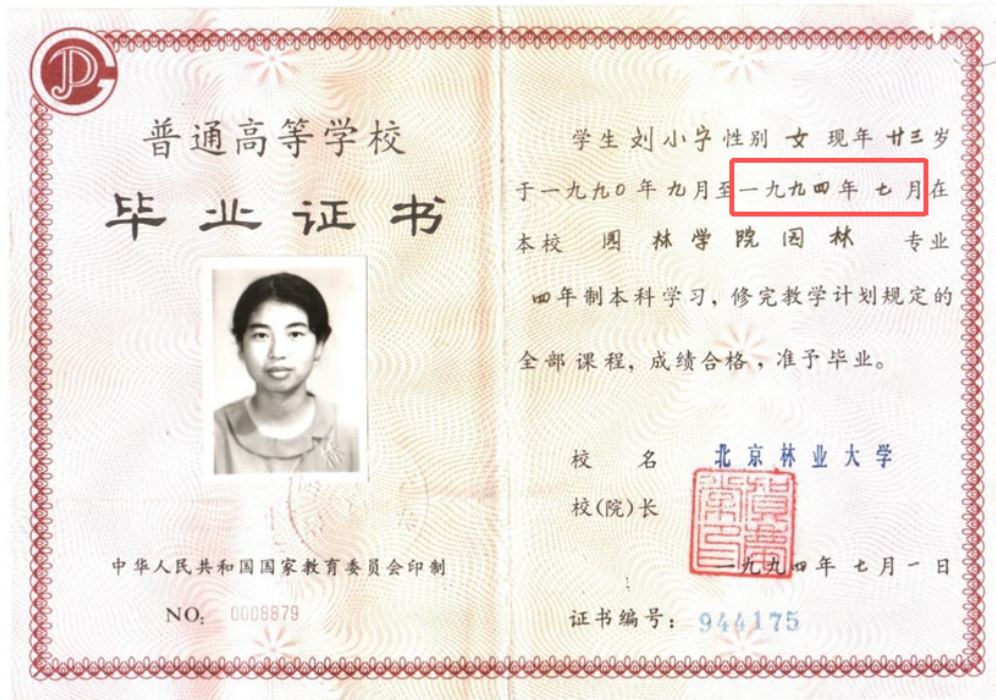 普通高等学校
毕业证书
中华人民共和国国家教育委员会印制
NO: 0008879
学生 刘小字 性别 女 现年 廿三岁
于一九九〇年九月至一九九四年七月在
本校 园林学院园林 专业
四年制本科学习,修完教学计划规定的
全部课程,成绩合格,准予毕业。
校 名 北京林业大学
校(院)长
一九九四年七月一日
证书编号: 944175